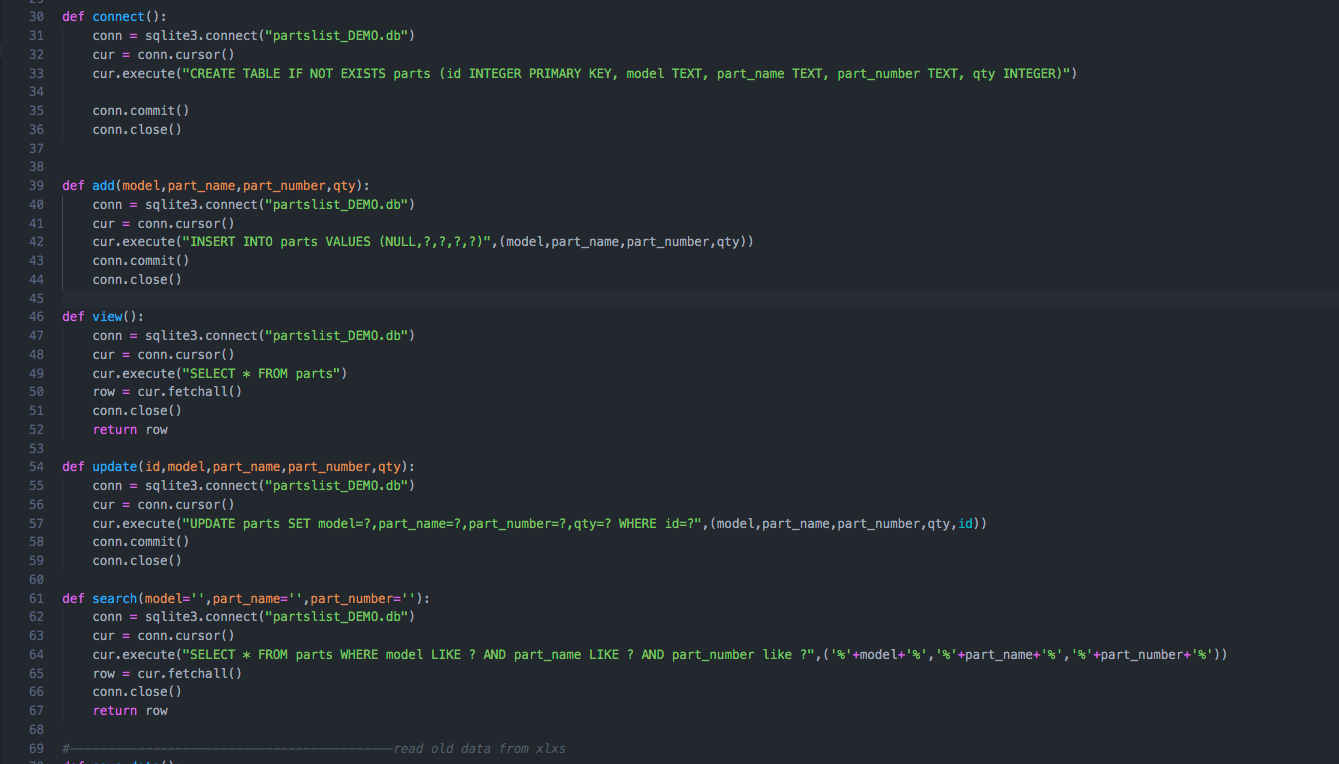 29
30 def connect():
31     conn = sqlite3.connect("partslist_DEMO.db")
32     cur = conn.cursor()
33     cur.execute("CREATE TABLE IF NOT EXISTS parts (id INTEGER PRIMARY KEY, model TEXT, part_name TEXT, part_number TEXT, qty INTEGER)")
34
35     conn.commit()
36     conn.close()
37
38
39 def add(model,part_name,part_number,qty):
40     conn = sqlite3.connect("partslist_DEMO.db")
41     cur = conn.cursor()
42     cur.execute("INSERT INTO parts VALUES (NULL,?,?,?,?)",(model,part_name,part_number,qty))
43     conn.commit()
44     conn.close()
45
46 def view():
47     conn = sqlite3.connect("partslist_DEMO.db")
48     cur = conn.cursor()
49     cur.execute("SELECT * FROM parts")
50     row = cur.fetchall()
51     conn.close()
52     return row
53
54 def update(id,model,part_name,part_number,qty):
55     conn = sqlite3.connect("partslist_DEMO.db")
56     cur = conn.cursor()
57     cur.execute("UPDATE parts SET model=?,part_name=?,part_number=?,qty=? WHERE id=?",(model,part_name,part_number,qty,id))
58     conn.commit()
59     conn.close()
60
61 def search(model='',part_name='',part_number=''):
62     conn = sqlite3.connect("partslist_DEMO.db")
63     cur = conn.cursor()
64     cur.execute("SELECT * FROM parts WHERE model LIKE ? AND part_name LIKE ? AND part_number like ?",('%'+model+'%','%'+part_name+'%','%'+part_number+'%'))
65     row = cur.fetchall()
66     conn.close()
67     return row
68
69 #-------------------------------------------read old data from xlxs
70 def